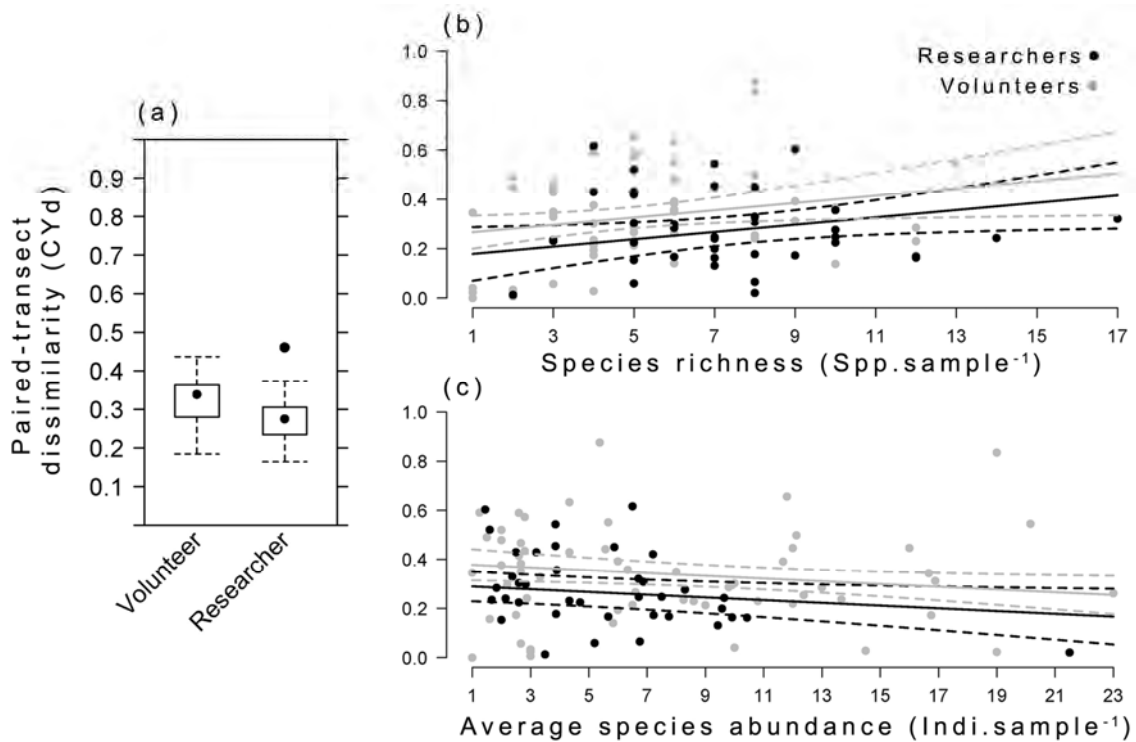 (a)
Paired-transect
dissimilarity (CYd)
0.9
0.8
0.7
0.6
0.5
0.4
0.3
0.2
0.1
Volunteer
Researcher
(b)
Researchers
Volunteers
1.0
0.8
0.6
0.4
0.2
0.0
1 3 5 7 9 11 13 15 17
Species richness (Spp.sample⁻¹)
(c)
1.0
0.8
0.6
0.4
0.2
0.0
1 3 5 7 9 11 13 15 17 19 21 23
Average species abundance (Indi.sample⁻¹)